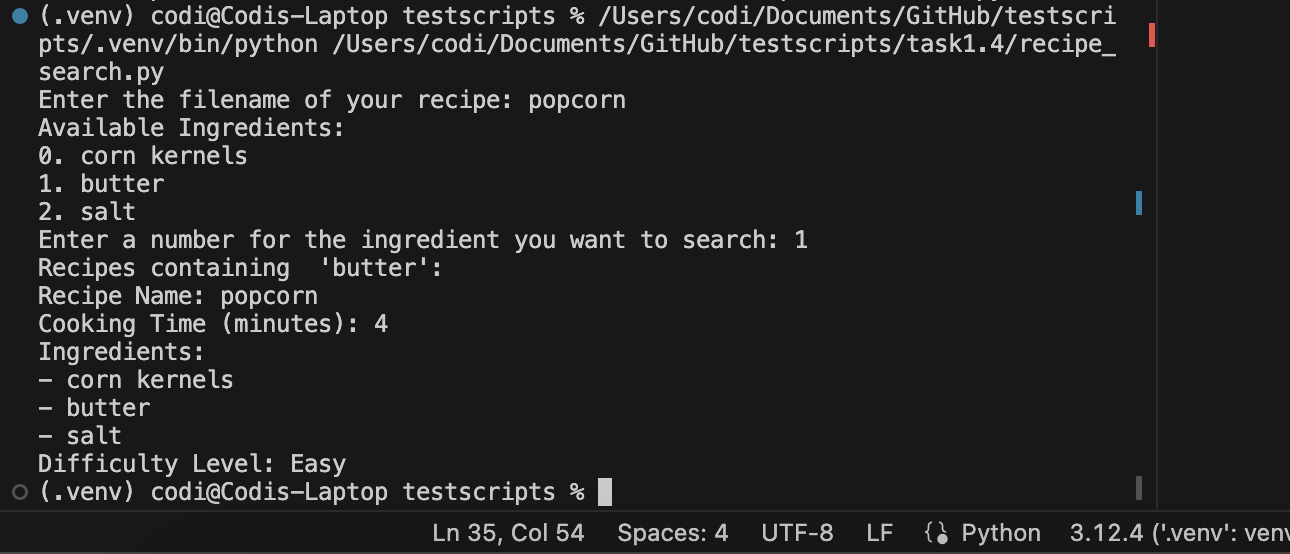 (.venv) codi@Codis-Laptop testscripts % /Users/codi/Documents/GitHub/testscri
pts/.venv/bin/python /Users/codi/Documents/GitHub/testscripts/task1.4/recipe_
search.py
Enter the filename of your recipe: popcorn
Available Ingredients:
0. corn kernels
1. butter
2. salt
Enter a number for the ingredient you want to search: 1
Recipes containing  'butter':
Recipe Name: popcorn
Cooking Time (minutes): 4
Ingredients:
- corn kernels
- butter
- salt
Difficulty Level: Easy
(.venv) codi@Codis-Laptop testscripts %
Ln 35, Col 54 Spaces: 4 UTF-8 LF Python 3.12.4 ('.venv': venv